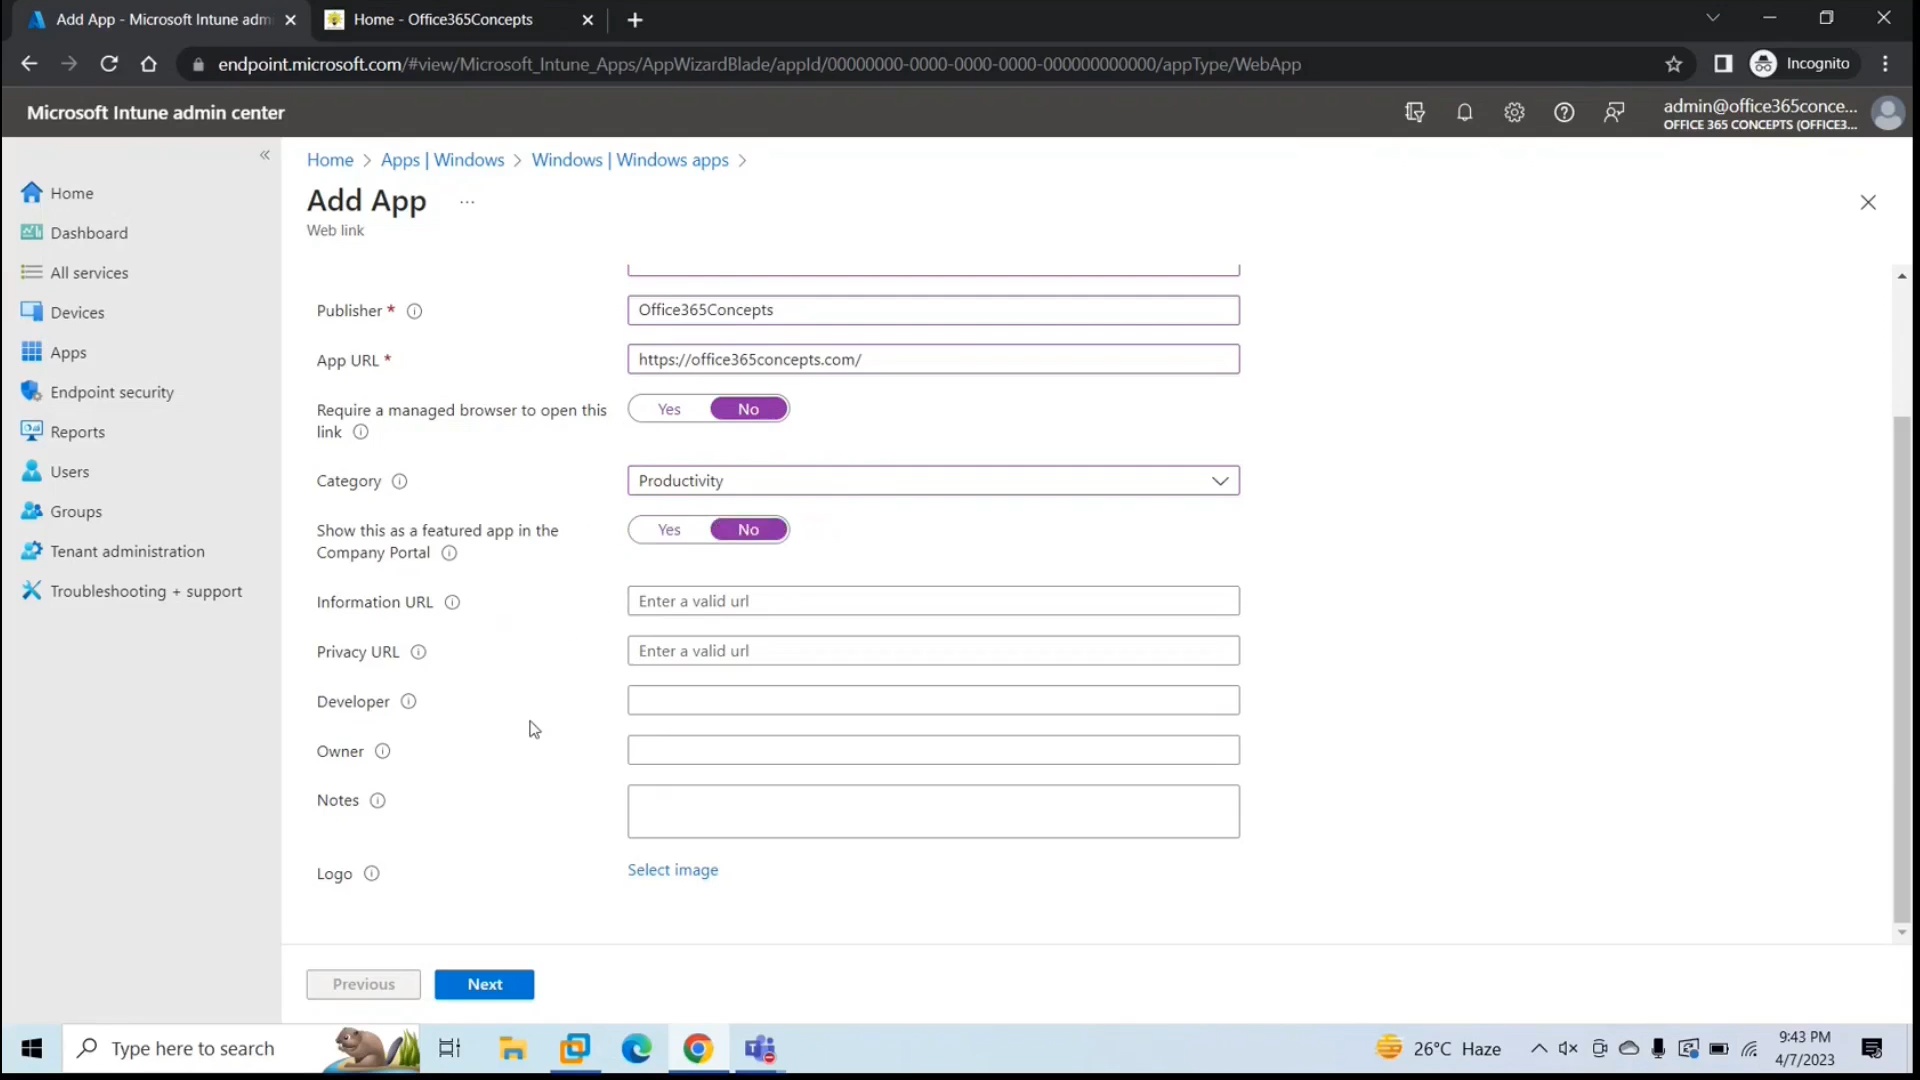 Add App - Microsoft Intune adm
Home - Office365Concepts
endpoint.microsoft.com/#view/Microsoft_Intune_Apps/AppWizardBlade/appId/00000000-0000-0000-0000-000000000000/appType/WebApp
Incognito
Microsoft Intune admin center
admin@office365conce...
OFFICE 365 CONCEPTS (OFFICE3...
Home > Apps | Windows > Windows | Windows apps >
Add App ...
Web link
Home
Dashboard
All services
Devices
Apps
Endpoint security
Reports
Users
Groups
Tenant administration
Troubleshooting + support
Publisher * Office365Concepts
App URL * https://office365concepts.com/
Require a managed browser to open this
link
Yes No
Category Productivity
Show this as a featured app in the
Company Portal
Yes No
Information URL Enter a valid url
Privacy URL Enter a valid url
Developer
Owner
Notes
Logo Select image
Previous Next
Type here to search
26°C Haze
9:43 PM
4/7/2023